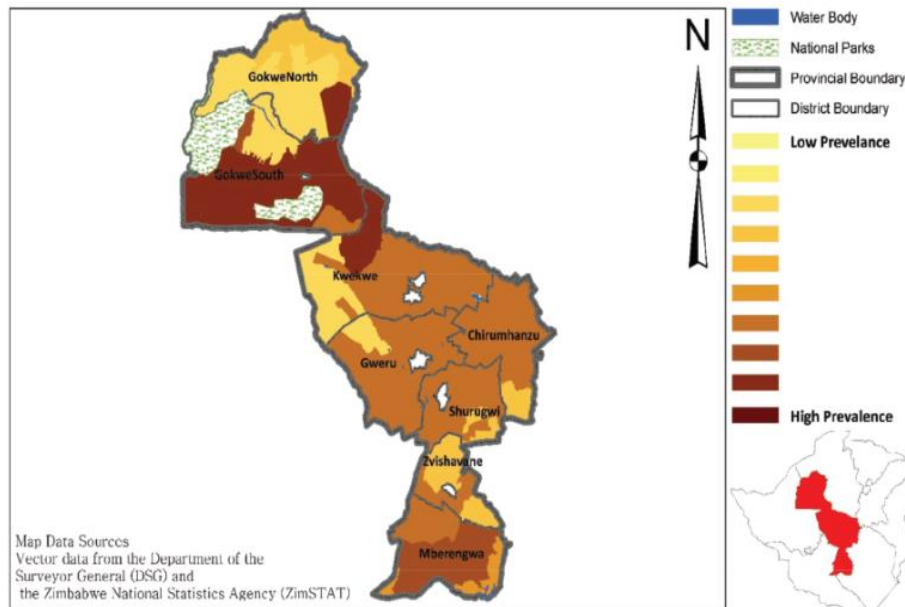 N
Water Body
National Parks
Provincial Boundary
District Boundary
Low Prevelance
High Prevalence
GokweNorth
GokweSouth
Kwekwe
Chirumhanzu
Gweru
Shurugwi
Zvishavane
Mberengwa
Map Data Sources
Vector data from the Department of the
Surveyor General (DSG) and
the Zimbabwe National Statistics Agency (ZimSTAT)